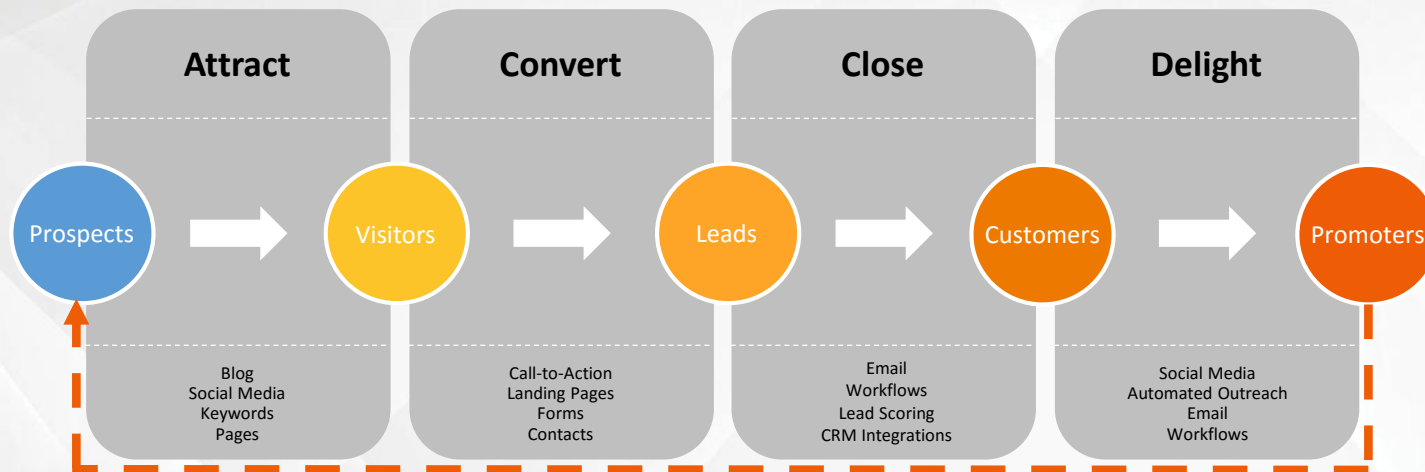 Attract
Convert
Close
Delight
Prospects
Visitors
Leads
Customers
Promoters
Blog
Social Media
Keywords
Pages
Call-to-Action
Landing Pages
Forms
Contacts
Email
Workflows
Lead Scoring
CRM Integrations
Social Media
Automated Outreach
Email
Workflows